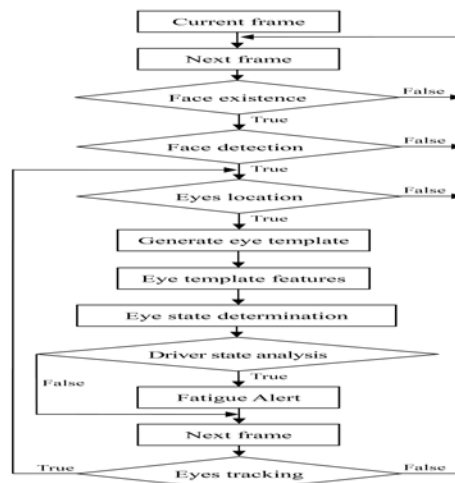 Current frame
Next frame
Face existence
False
True
Face detection
False
True
Eyes location
False
True
Generate eye template
Eye template features
Eye state determination
Driver state analysis
False
True
Fatigue Alert
Next frame
True
Eyes tracking
False